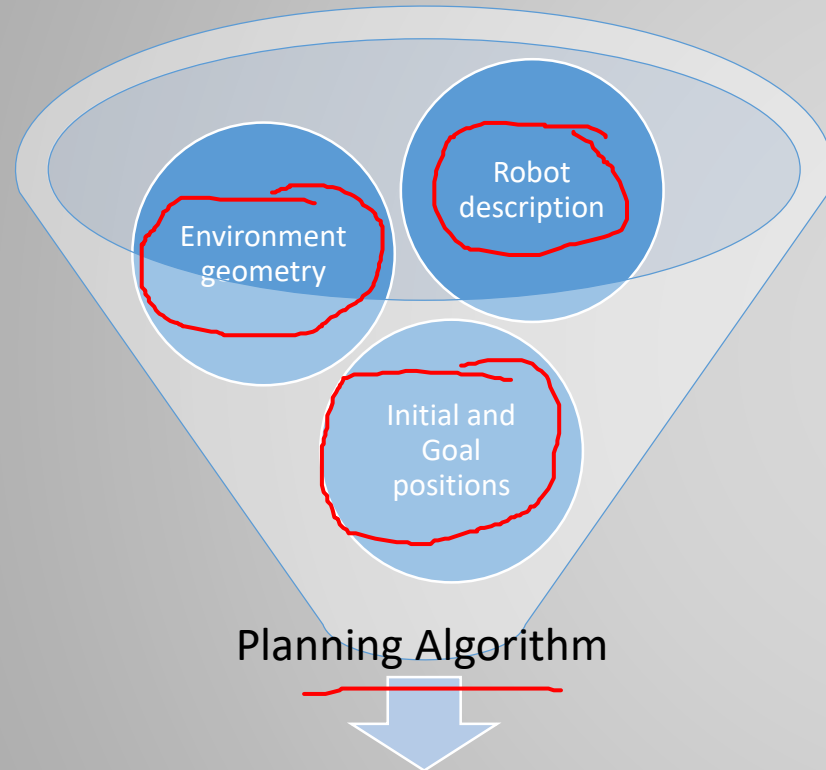 Robot
description
Environment
geometry
Initial and
Goal
positions
Planning Algorithm